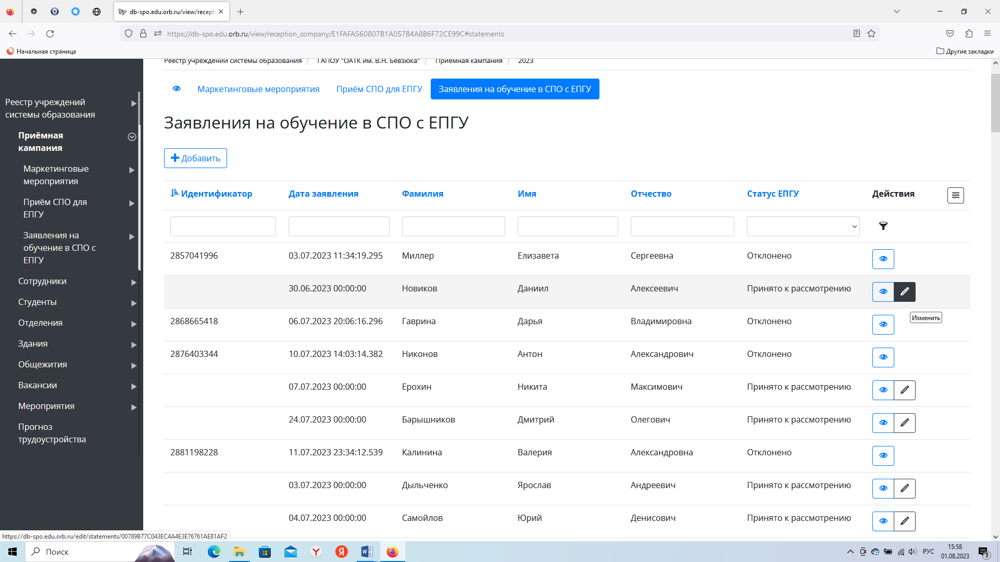 db-spo.edu.orb.ru/view/recepti
https://db-spo.edu.orb.ru/view/reception_company/E1FAFA560807B1A057B4A8B6F72CE99C#statements
Начальная страница
Другие закладки
Реестр учреждений системы образования / ГАПОУ "ОАТК им. В.Н. Бевзюка" / Приёмная кампания / 2023
Маркетинговые мероприятия Приём СПО для ЕПГУ Заявления на обучение в СПО с ЕПГУ
Реестр учреждений
системы образования
Приёмная
кампания
Маркетинговые
мероприятия
Приём СПО для
ЕПГУ
Заявления на
обучение в СПО с
ЕПГУ
Сотрудники
Студенты
Отделения
Здания
Общежития
Вакансии
Мероприятия
Прогноз
трудоустройства
Заявления на обучение в СПО с ЕПГУ
Добавить
Идентификатор Дата заявления Фамилия Имя Отчество Статус ЕПГУ Действия
2857041996 03.07.2023 11:34:19.295 Миллер Елизавета Сергеевна Отклонено
30.06.2023 00:00:00 Новиков Даниил Алексеевич Принято к рассмотрению
Изменить
2868665418 06.07.2023 20:06:16.296 Гаврина Дарья Владимировна Отклонено
2876403344 10.07.2023 14:03:14.382 Никонов Антон Александрович Отклонено
07.07.2023 00:00:00 Ерохин Никита Максимович Принято к рассмотрению
24.07.2023 00:00:00 Барышников Дмитрий Олегович Принято к рассмотрению
2881198228 11.07.2023 23:34:12.539 Калинина Валерия Александровна Отклонено
03.07.2023 00:00:00 Дыльченко Ярослав Андреевич Принято к рассмотрению
04.07.2023 00:00:00 Самойлов Юрий Денисович Принято к рассмотрению
https://db-spo.edu.orb.ru/edit/statements/00789B77C043EC4A4E3E76761AE81AF2
Поиск
РУС
15:58
01.08.2023
3